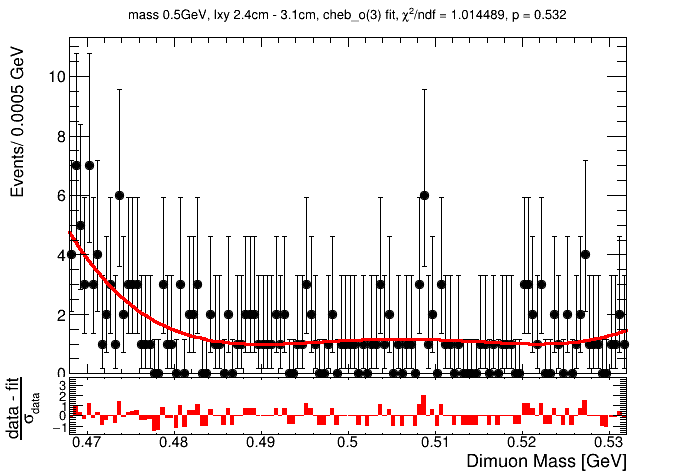 mass 0.5GeV, lxy 2.4cm - 3.1cm, cheb_o(3) fit, χ²/ndf = 1.014489, p = 0.532
Events/ 0.0005 GeV
10
8
6
4
2
0
data - fit
σdata
3
2
1
0
−1
0.47 0.48 0.49 0.5 0.51 0.52 0.53
Dimuon Mass [GeV]